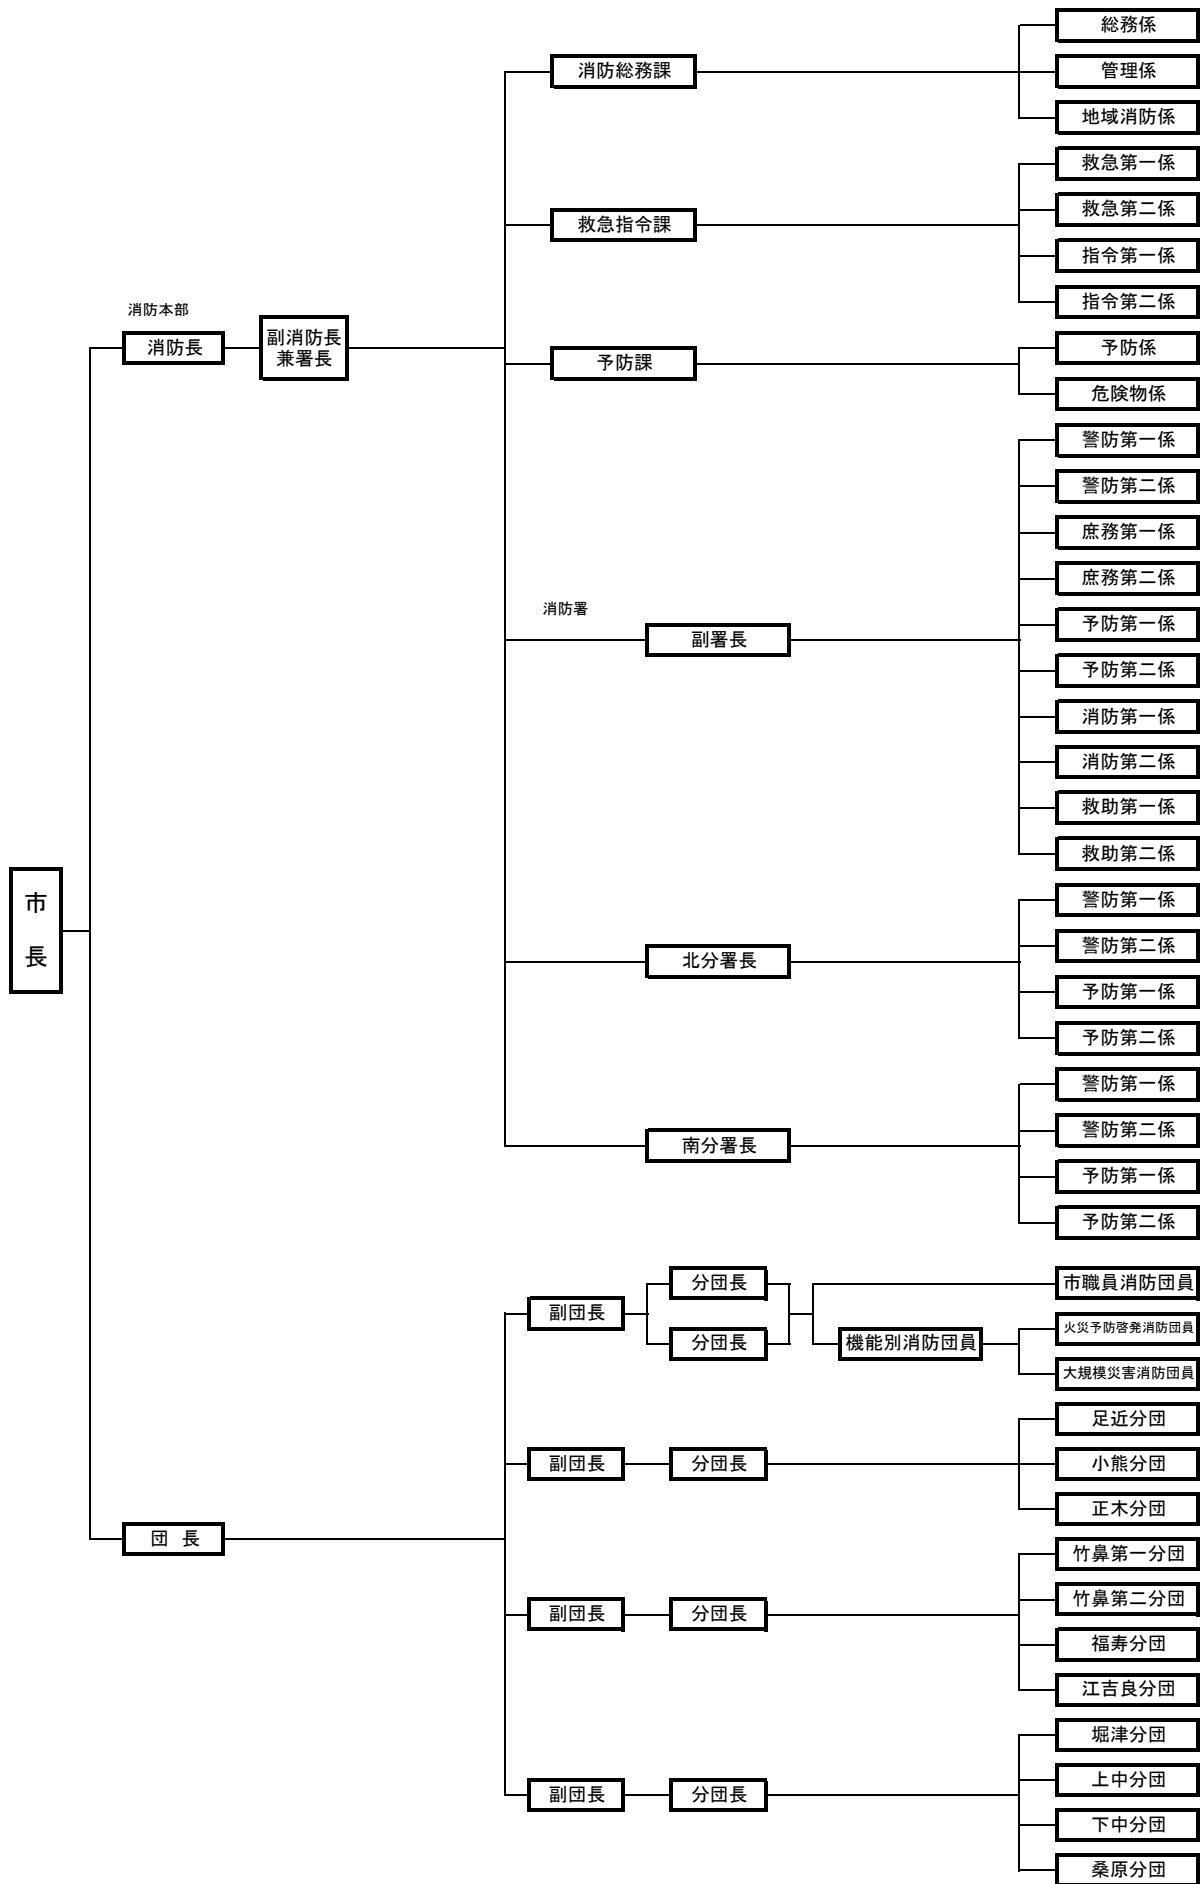 市
長
消防本部
消防長
副消防長
兼署長
消防総務課
総務係
管理係
地域消防係
救急指令課
救急第一係
救急第二係
指令第一係
指令第二係
予防課
予防係
危険物係
消防署
副署長
警防第一係
警防第二係
庶務第一係
庶務第二係
予防第一係
予防第二係
消防第一係
消防第二係
救助第一係
救助第二係
北分署長
警防第一係
警防第二係
予防第一係
予防第二係
南分署長
警防第一係
警防第二係
予防第一係
予防第二係
団 長
副団長
分団長
分団長
市職員消防団員
機能別消防団員
火災予防啓発消防団員
大規模災害消防団員
副団長
分団長
足近分団
小熊分団
正木分団
副団長
分団長
竹鼻第一分団
竹鼻第二分団
福寿分団
江吉良分団
副団長
分団長
堀津分団
上中分団
下中分団
桑原分団